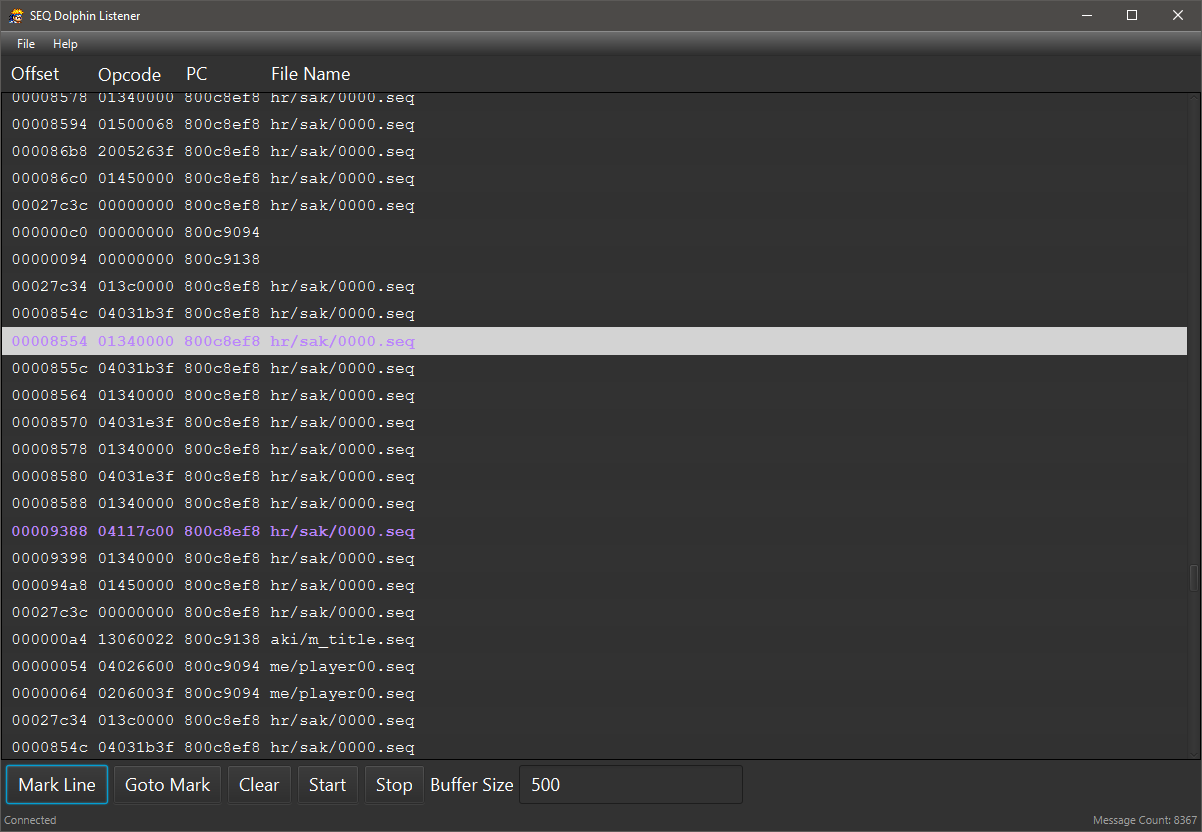 SEQ Dolphin Listener
File Help
Offset Opcode PC File Name
00008578 01340000 800c8ef8 hr/sak/0000.seq
00008594 01500068 800c8ef8 hr/sak/0000.seq
000086b8 2005263f 800c8ef8 hr/sak/0000.seq
000086c0 01450000 800c8ef8 hr/sak/0000.seq
00027c3c 00000000 800c8ef8 hr/sak/0000.seq
000000c0 00000000 800c9094
00000094 00000000 800c9138
00027c34 013c0000 800c8ef8 hr/sak/0000.seq
0000854c 04031b3f 800c8ef8 hr/sak/0000.seq
00008554 01340000 800c8ef8 hr/sak/0000.seq
0000855c 04031b3f 800c8ef8 hr/sak/0000.seq
00008564 01340000 800c8ef8 hr/sak/0000.seq
00008570 04031e3f 800c8ef8 hr/sak/0000.seq
00008578 01340000 800c8ef8 hr/sak/0000.seq
00008580 04031e3f 800c8ef8 hr/sak/0000.seq
00008588 01340000 800c8ef8 hr/sak/0000.seq
00009388 04117c00 800c8ef8 hr/sak/0000.seq
00009398 01340000 800c8ef8 hr/sak/0000.seq
000094a8 01450000 800c8ef8 hr/sak/0000.seq
00027c3c 00000000 800c8ef8 hr/sak/0000.seq
000000a4 13060022 800c9138 aki/m_title.seq
00000054 04026600 800c9094 me/player00.seq
00000064 0206003f 800c9094 me/player00.seq
00027c34 013c0000 800c8ef8 hr/sak/0000.seq
0000854c 04031b3f 800c8ef8 hr/sak/0000.seq
Mark Line Goto Mark Clear Start Stop Buffer Size 500
Connected Message Count: 8367